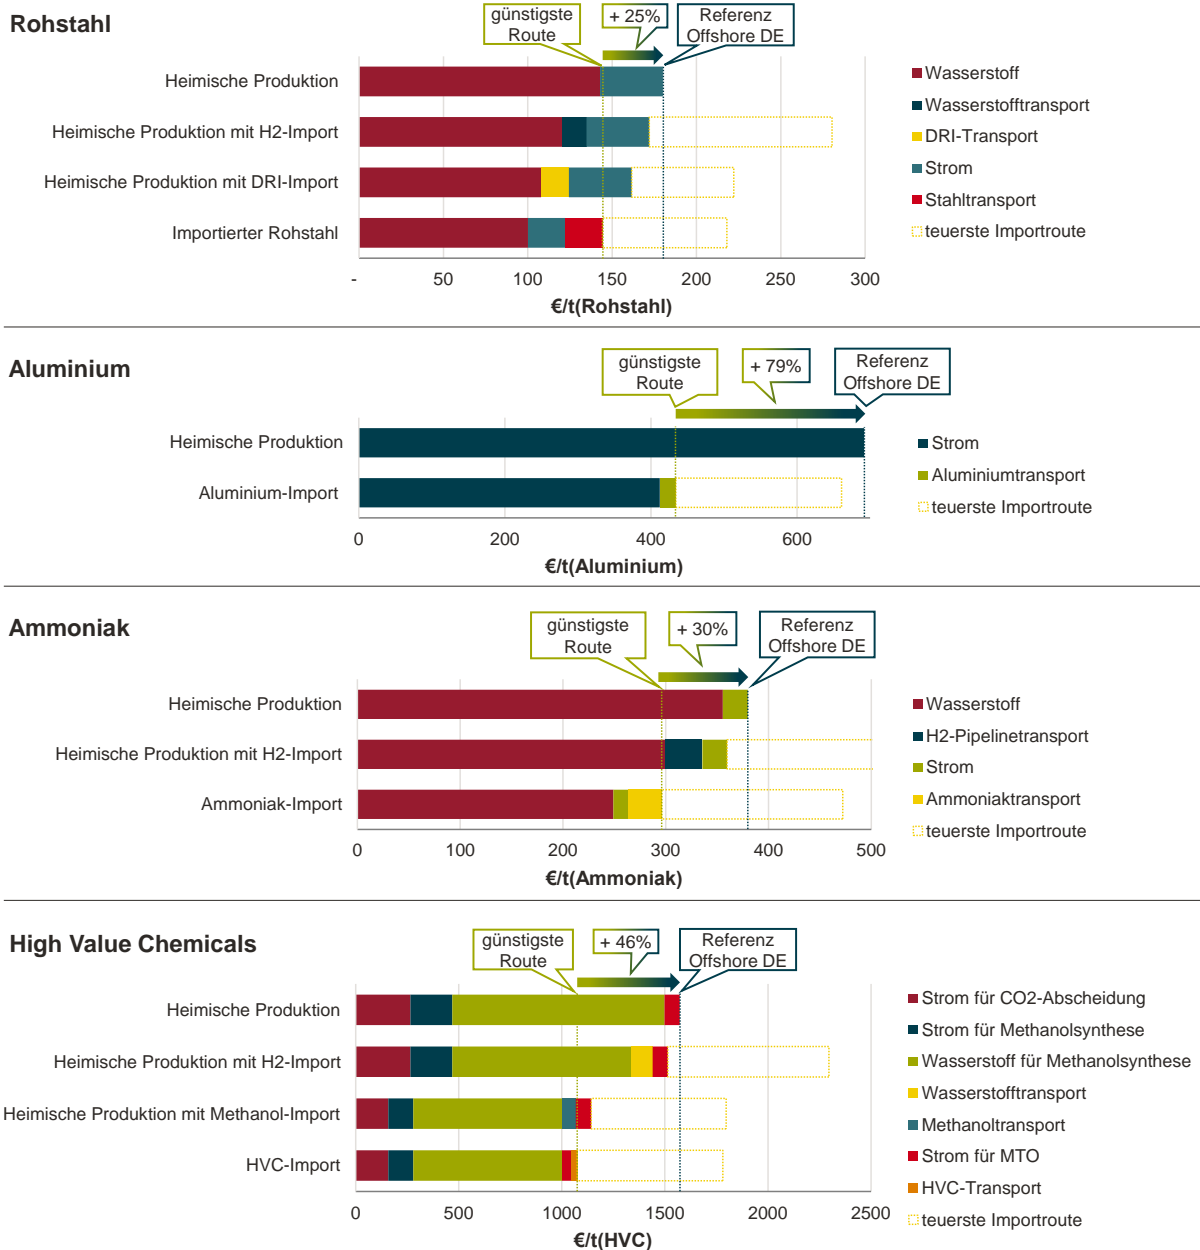 Rohstahl
günstigste
Route
+ 25%
Referenz
Offshore DE
Heimische Produktion
Heimische Produktion mit H2-Import
Heimische Produktion mit DRI-Import
Importierter Rohstahl
Wasserstoff
Wasserstofftransport
DRI-Transport
Strom
Stahltransport
teuerste Importroute
- 50 100 150 200 250 300
€/t(Rohstahl)
Aluminium
günstigste
Route
+ 79%
Referenz
Offshore DE
Heimische Produktion
Aluminium-Import
Strom
Aluminiumtransport
teuerste Importroute
0 200 400 600
€/t(Aluminium)
Ammoniak
günstigste
Route
+ 30%
Referenz
Offshore DE
Heimische Produktion
Heimische Produktion mit H2-Import
Ammoniak-Import
Wasserstoff
H2-Pipelinetransport
Strom
Ammoniaktransport
teuerste Importroute
0 100 200 300 400 500
€/t(Ammoniak)
High Value Chemicals
günstigste
Route
+ 46%
Referenz
Offshore DE
Heimische Produktion
Heimische Produktion mit H2-Import
Heimische Produktion mit Methanol-Import
HVC-Import
Strom für CO2-Abscheidung
Strom für Methanolsynthese
Wasserstoff für Methanolsynthese
Wasserstofftransport
Methanoltransport
Strom für MTO
HVC-Transport
teuerste Importroute
0 500 1000 1500 2000 2500
€/t(HVC)